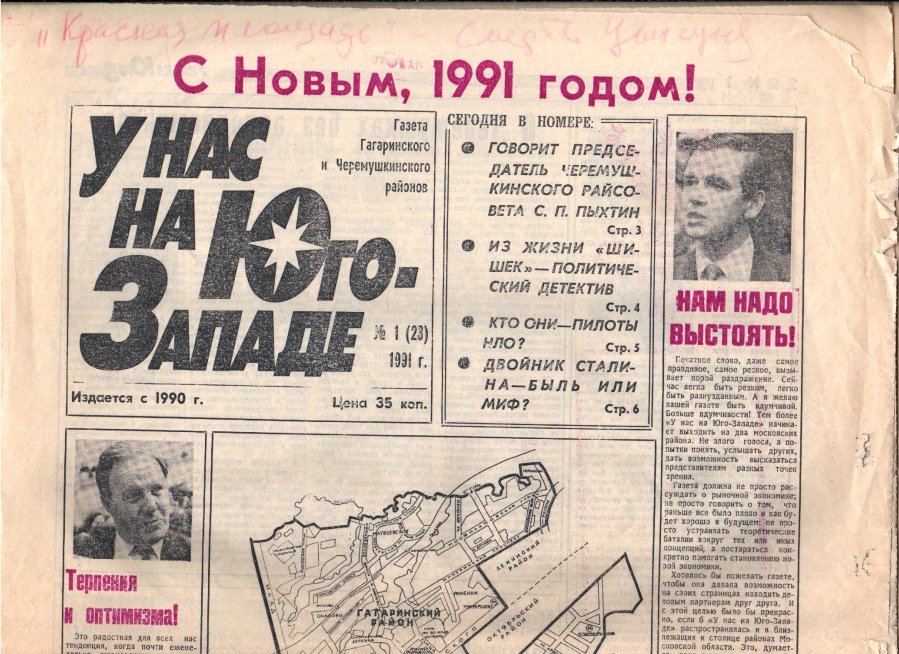 "Красная площадь" - Смерть Цвигуна
С Новым, 1991 годом!
У НАС
НА ЮГО-
ЗАПАДЕ
Газета
Гагаринского
и Черемушкинского
районов
№ 1 (23)
1991 г.
Издается с 1990 г.
Цена 35 коп.
СЕГОДНЯ В НОМЕРЕ:
ГОВОРИТ ПРЕДСЕ-
ДАТЕЛЬ ЧЕРЕМУШ-
КИНСКОГО РАЙСО-
ВЕТА С. П. ПЫХТИН
Стр. 3
ИЗ ЖИЗНИ «ШИ-
ШЕК»—ПОЛИТИЧЕ-
СКИЙ ДЕТЕКТИВ
Стр. 4
КТО ОНИ—ПИЛОТЫ
НЛО?
Стр. 5
ДВОЙНИК СТАЛИ-
НА—БЫЛЬ ИЛИ
МИФ?
Стр. 6
НАМ НАДО
ВЫСТОЯТЬ!
Печатное слово, даже самое
правдивое, самое резкое, вызы-
вает порой раздражение. Сей-
час легко быть резким, легко
быть разнузданным. А я желаю
вашей газете быть вдумчивой.
Больше вдумчивости! Тем более
«У нас на Юго-Западе» начина-
ет выходить на два московских
района. Не злого голоса, а по-
пытки понять, услышать других,
дать возможность высказаться
представителям разных точек
зрения.
Газета должна не просто рас-
суждать о рыночной экономике;
не просто говорить о том, что
раньше все было плохо и как бу-
дет хорошо в будущем; не про-
сто устраивать теоретические
баталии вокруг тех или иных
концепций, а постараться кон-
кретно помогать становлению но-
вой экономики.
Хотелось бы пожелать газете,
чтобы она давала возможность
на своих страницах находить де-
ловым партнерам друг друга. И
с этой целью было бы прекрас-
но, если б «У нас на Юго-Запа-
де» распространялась и в близ-
лежащих к столице районах Мо-
сковской области. Это, думает-
Терпения
и оптимизма!
Это радостная для всех нас
тенденция, когда почти ежене-
МАТВЕЕВСКОЕ
ЛЕНИНСКИЙ
РАЙОН
РАМЕНКИ
ОЧАКОВО
ГАГАРИНСКИЙ
РАЙОН
ОКТЯБРЬСКИЙ
РАЙОН